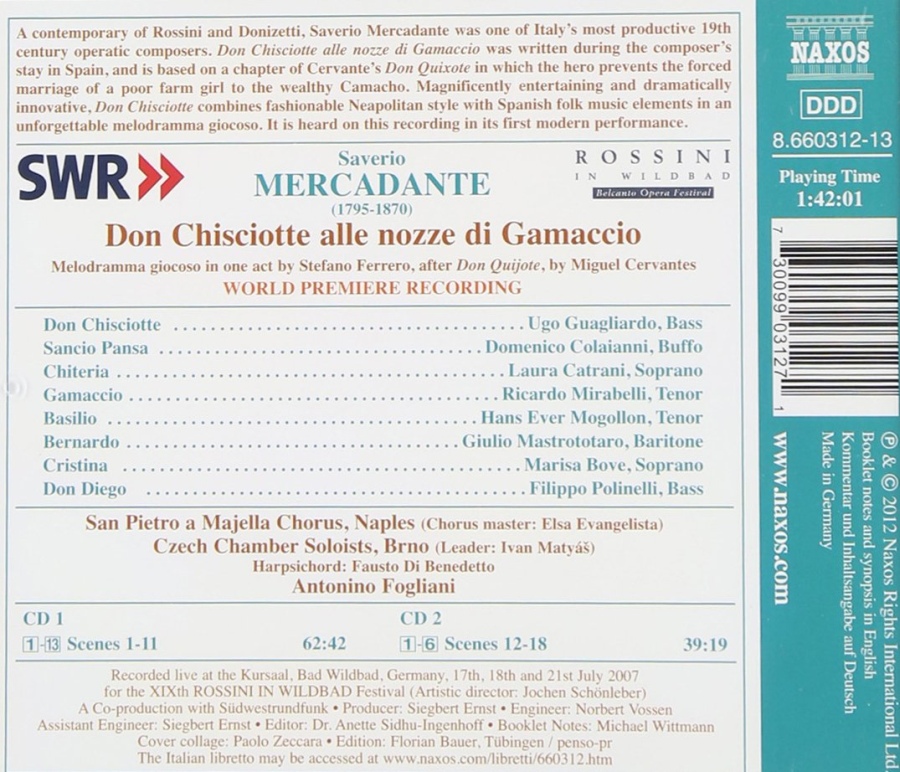 A contemporary of Rossini and Donizetti, Saverio Mercadante was one of Italy's most productive 19th
century operatic composers. Don Chisciotte alle nozze di Gamaccio was written during the composer's
stay in Spain, and is based on a chapter of Cervante's Don Quixote in which the hero prevents the forced
marriage of a poor farm girl to the wealthy Camacho. Magnificently entertaining and dramatically
innovative, Don Chisciotte combines fashionable Neapolitan style with Spanish folk music elements in an
unforgettable melodramma giocoso. It is heard on this recording in its first modern performance.
SWR
Saverio
MERCADANTE
(1795-1870)
ROSSINI
IN WILDBAD
Belcanto Opera Festival
Don Chisciotte alle nozze di Gamaccio
Melodramma giocoso in one act by Stefano Ferrero, after Don Quijote, by Miguel Cervantes
WORLD PREMIERE RECORDING
Don Chisciotte ........................................ Ugo Guagliardo, Bass
Sancio Pansa ........................................ Domenico Colaianni, Buffo
Chiteria ........................................ Laura Catrani, Soprano
Gamaccio ........................................ Ricardo Mirabelli, Tenor
Basilio ........................................ Hans Ever Mogollon, Tenor
Bernardo ........................................ Giulio Mastrototaro, Baritone
Cristina ........................................ Marisa Bove, Soprano
Don Diego ........................................ Filippo Polinelli, Bass
San Pietro a Majella Chorus, Naples (Chorus master: Elsa Evangelista)
Czech Chamber Soloists, Brno (Leader: Ivan Matyáš)
Harpsichord: Fausto Di Benedetto
Antonino Fogliani
CD 1
1-13 Scenes 1-11 62:42
CD 2
1-6 Scenes 12-18 39:19
Recorded live at the Kursaal, Bad Wildbad, Germany, 17th, 18th and 21st July 2007
for the XIXth ROSSINI IN WILDBAD Festival (Artistic director: Jochen Schönleber)
A Co-production with Südwestrundfunk • Producer: Siegbert Ernst • Engineer: Norbert Vossen
Assistant Engineer: Siegbert Ernst • Editor: Dr. Anette Sidhu-Ingenhoff • Booklet Notes: Michael Wittmann
Cover collage: Paolo Zeccara • Edition: Florian Bauer, Tübingen / penso-pr
The Italian libretto may be accessed at www.naxos.com/libretti/660312.htm
NAXOS
DDD
8.660312-13
Playing Time
1:42:01
7 30099 03127 1
℗ & © 2012 Naxos Rights International Ltd.
Booklet notes and synopsis in English
Kommentar und Inhaltsangabe auf Deutsch
Made in Germany
www.naxos.com